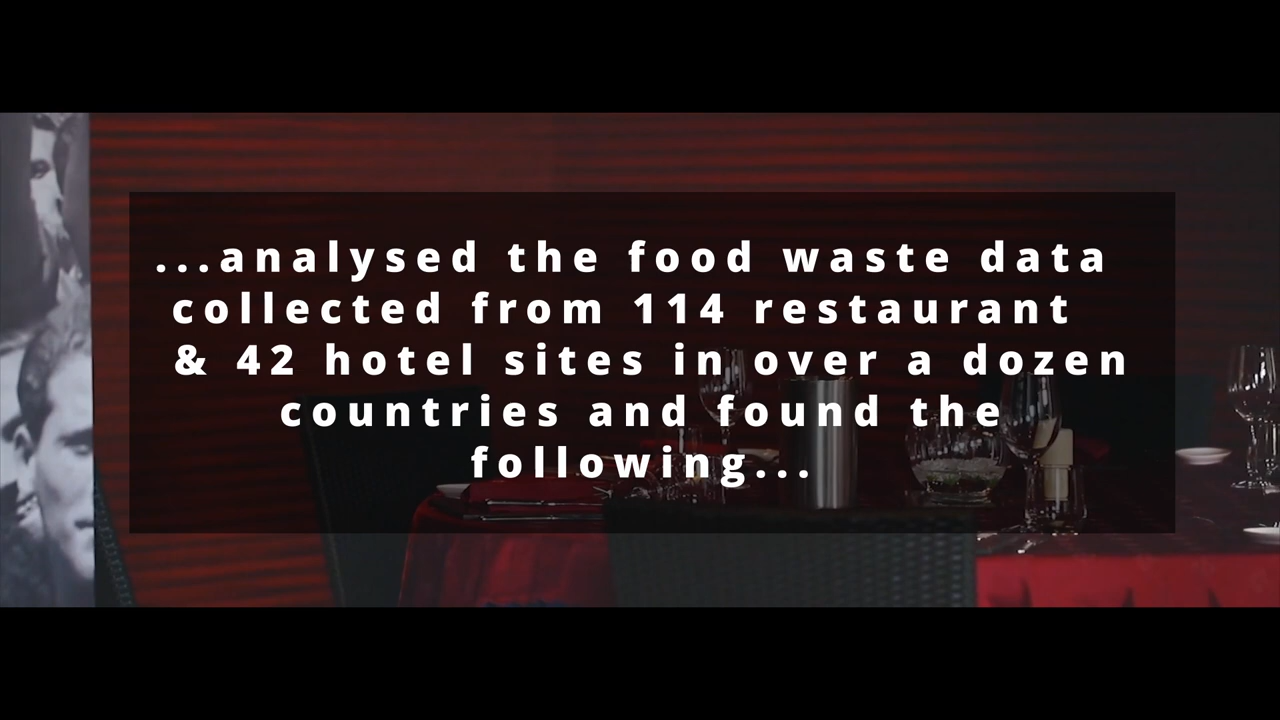 ...analysed the food waste data
collected from 114 restaurant
& 42 hotel sites in over a dozen
countries and found the
following...